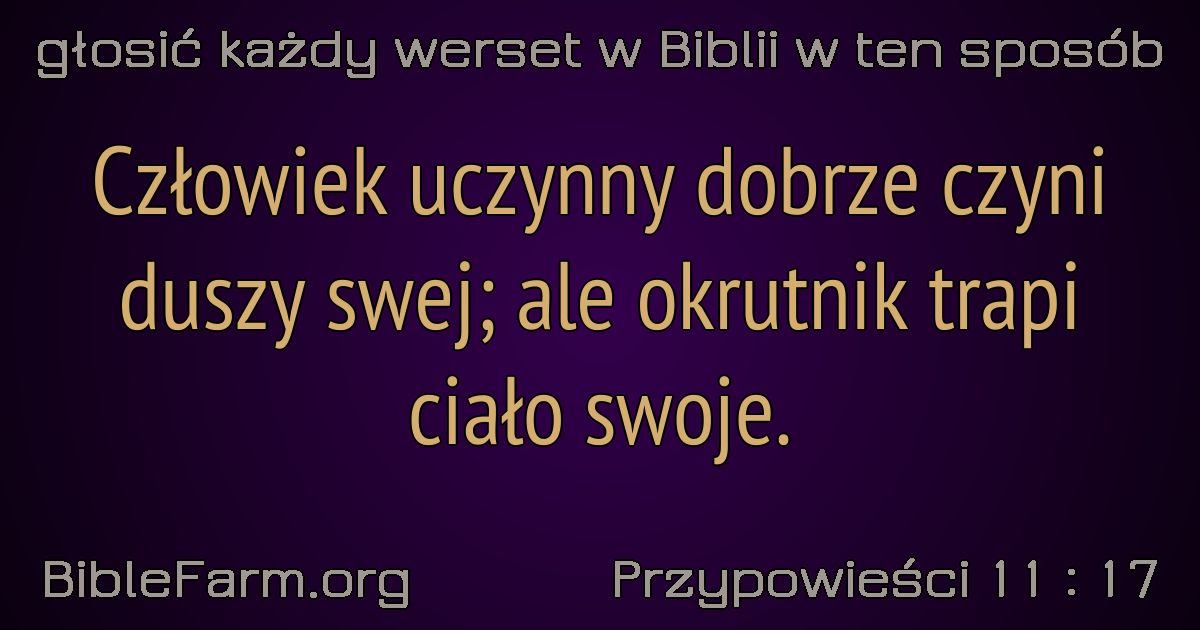 głosić każdy werset w Biblii w ten sposób
Człowiek uczynny dobrze czyni
duszy swej; ale okrutnik trapi
ciało swoje.
BibleFarm.org
Przypowieści 11 : 17